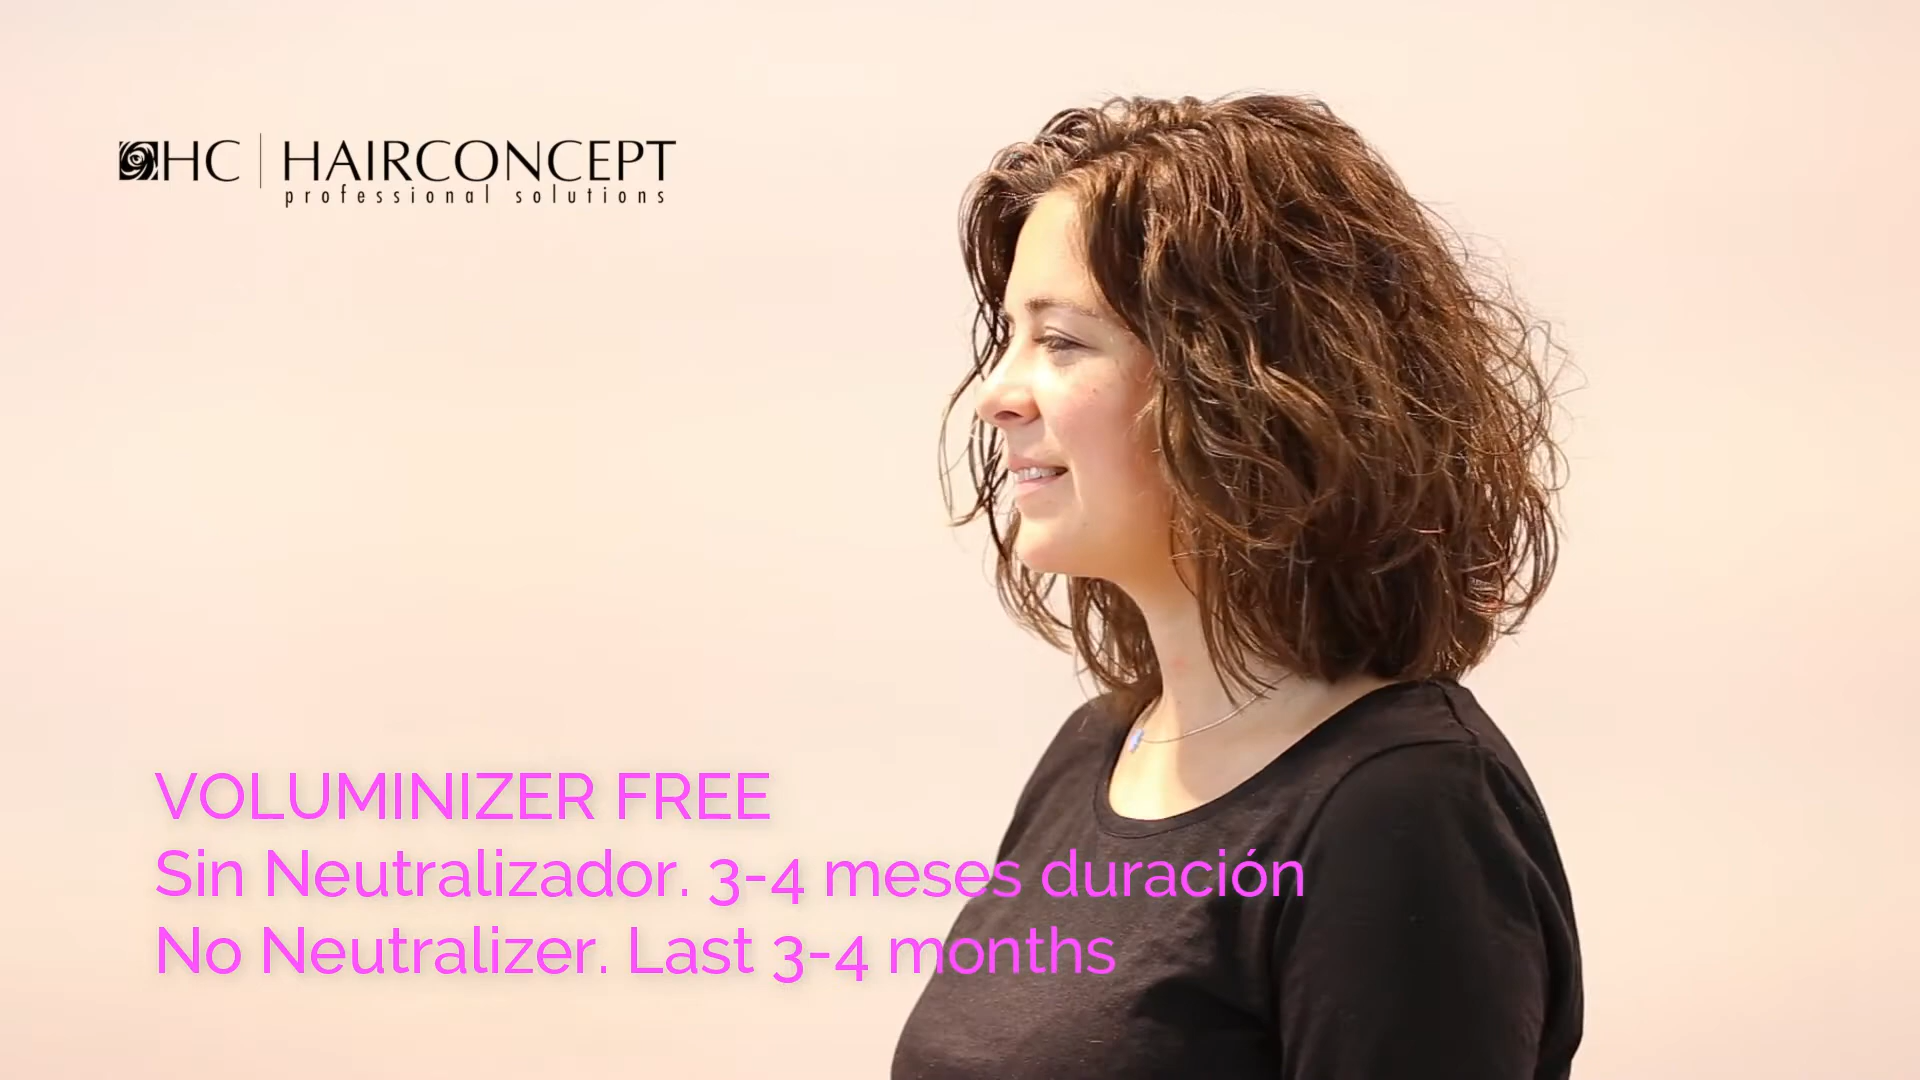 HC | HAIRCONCEPT
professional solutions
VOLUMINIZER FREE
Sin Neutralizador. 3-4 meses duración
No Neutralizer. Last 3-4 months